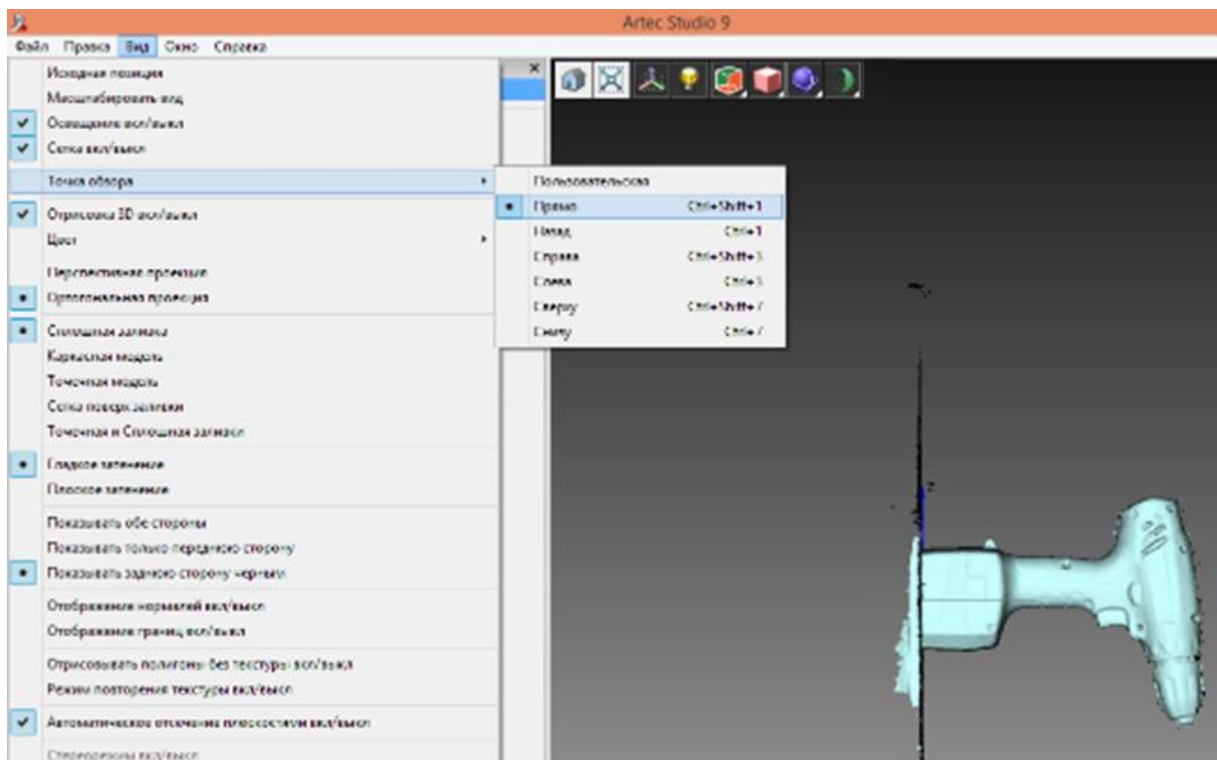 Artec Studio 9
Файл Правка Вид Окно Справка
Исходная позиция
Масштабировать вид
Освещение вкл/выкл
Сетка вкл/выкл
Точка обзора
Пользовательская
Прямо Ctrl+Shift+1
Назад Ctrl+1
Справа Ctrl+Shift+3
Слева Ctrl+3
Сверху Ctrl+Shift+7
Снизу Ctrl+7
Отрисовка 3D вкл/выкл
Цвет
Перспективная проекция
Ортогональная проекция
Сплошная заливка
Каркасная модель
Точечная модель
Сетка поверх заливки
Точечная и Сплошная заливки
Гладкое затенение
Плоское затенение
Показывать обе стороны
Показывать только переднюю сторону
Показывать заднюю сторону черным
Отображение нормалей вкл/выкл
Отображение границ вкл/выкл
Отрисовывать полигоны без текстуры вкл/выкл
Режим повторения текстуры вкл/выкл
Автоматическое отсечение плоскостями вкл/выкл
Стереорежим вкл/выкл
z